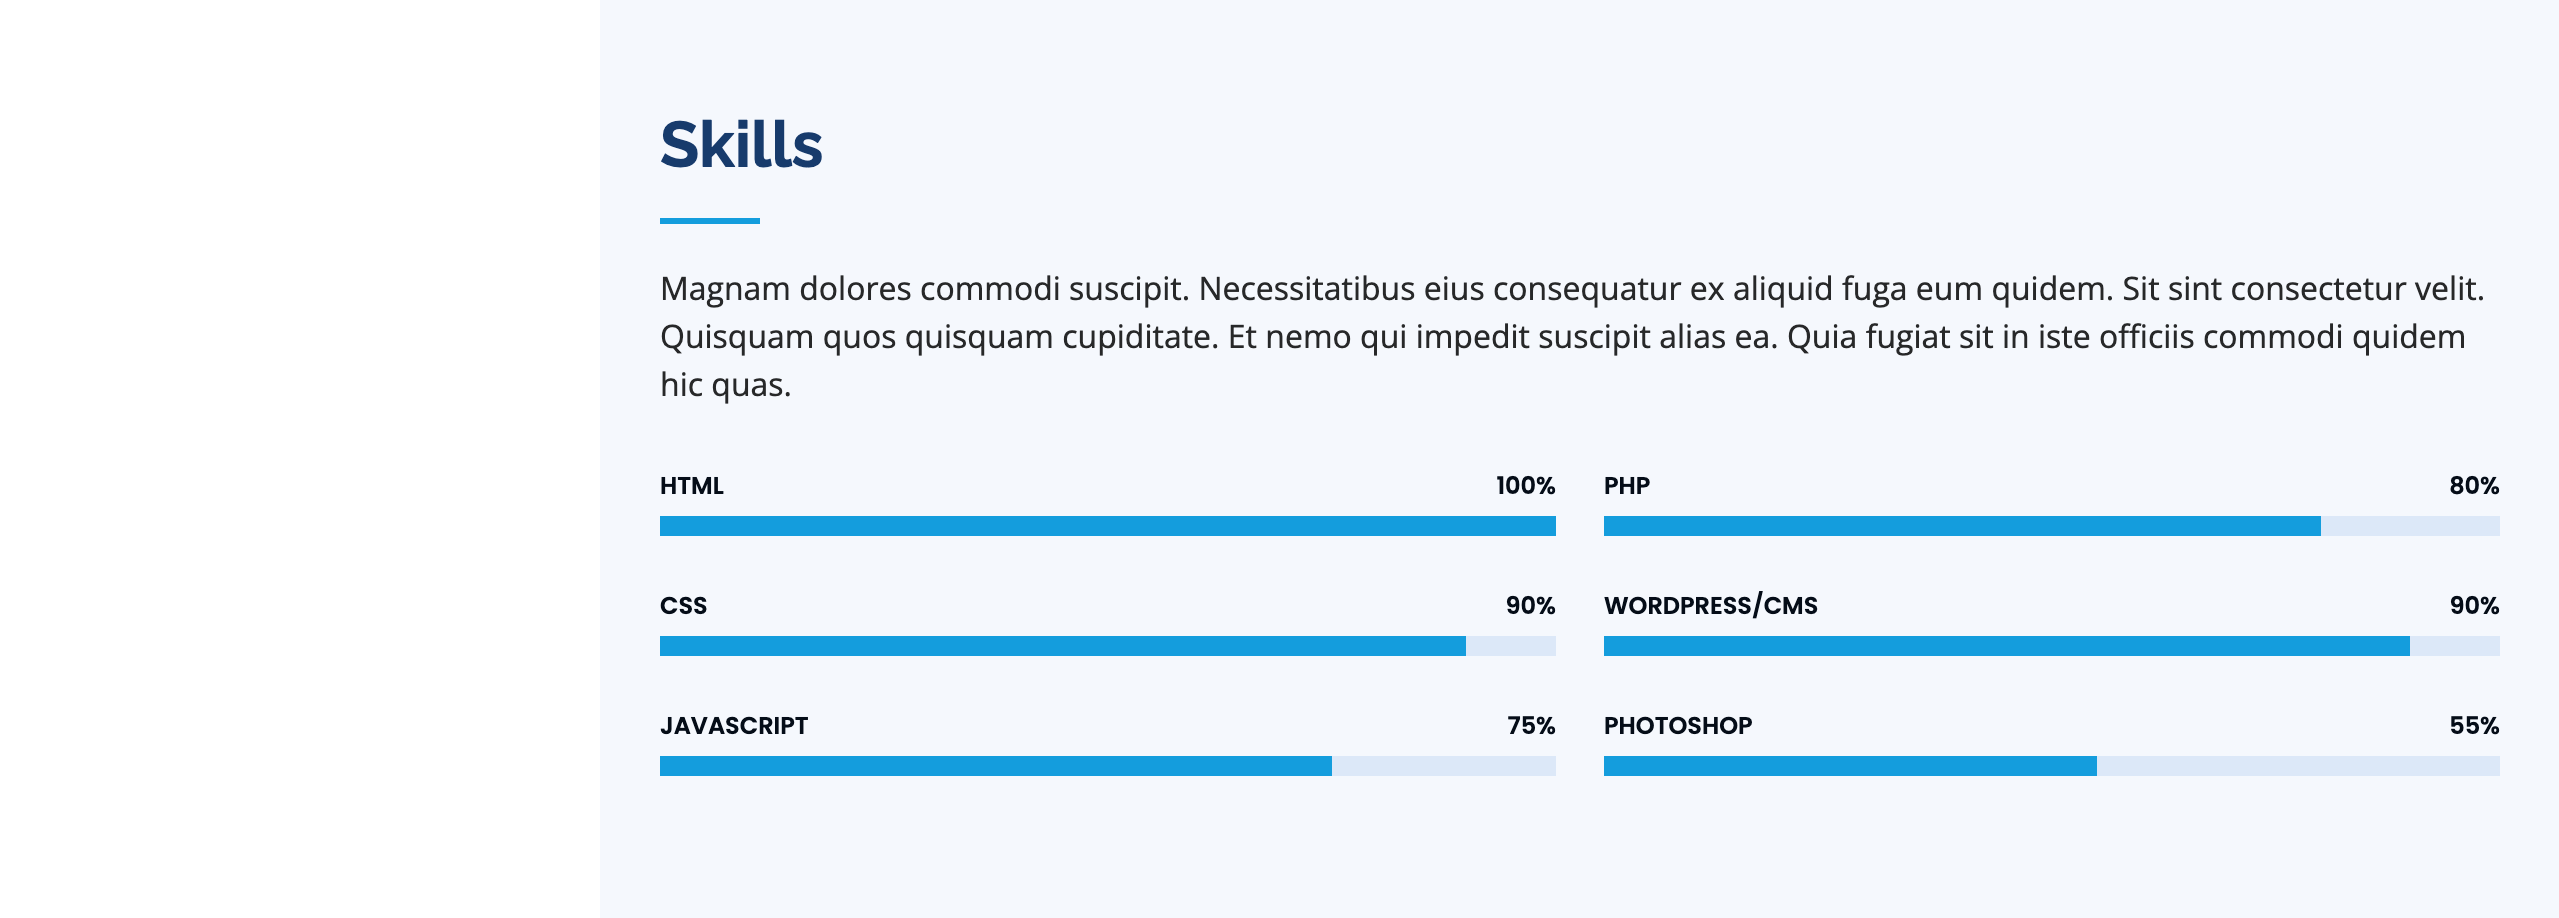 Skills
Magnam dolores commodi suscipit. Necessitatibus eius consequatur ex aliquid fuga eum quidem. Sit sint consectetur velit.
Quisquam quos quisquam cupiditate. Et nemo qui impedit suscipit alias ea. Quia fugiat sit in iste officiis commodi quidem
hic quas.
HTML 100%
CSS 90%
JAVASCRIPT 75%
PHP 80%
WORDPRESS/CMS 90%
PHOTOSHOP 55%